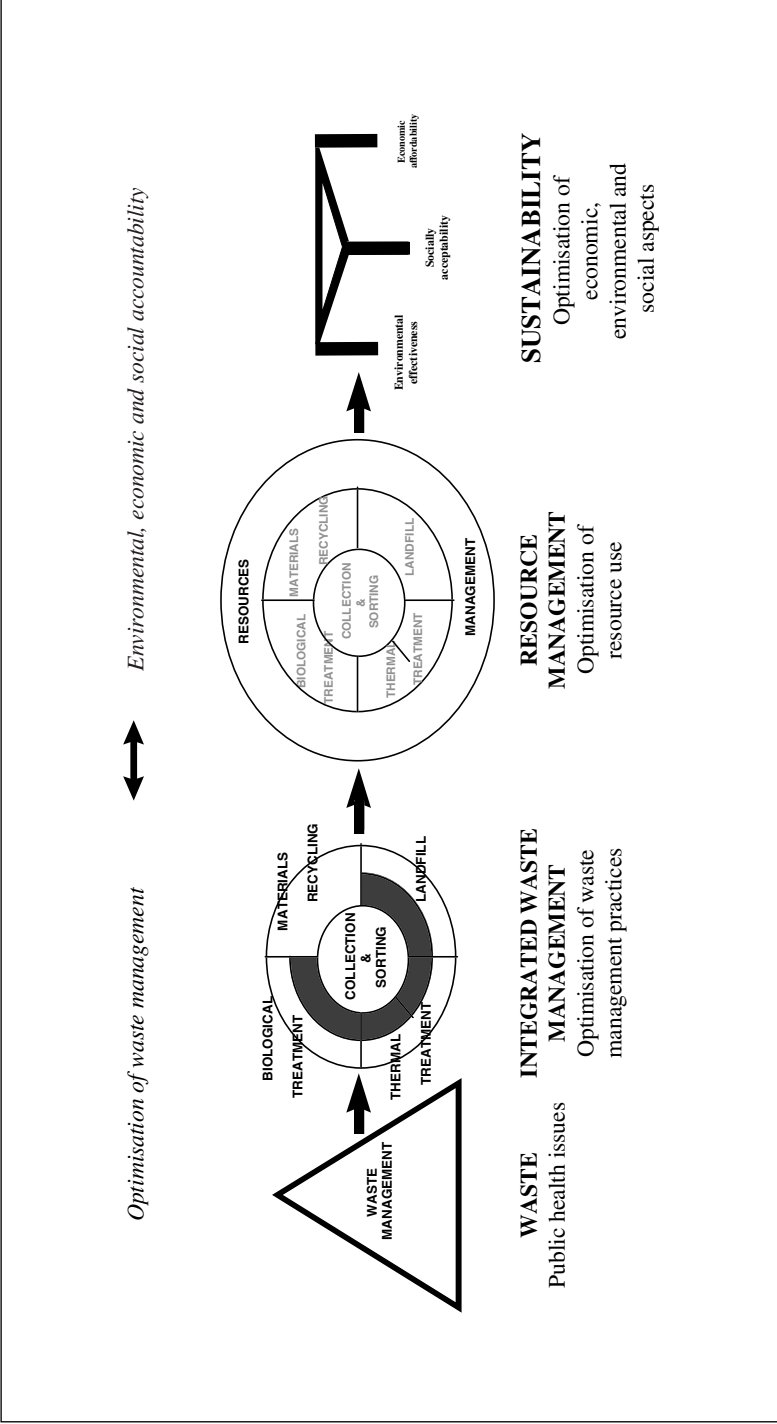 Optimisation of waste management
Environmental, economic and social accountability
WASTE
MANAGEMENT
BIOLOGICAL
TREATMENT
MATERIALS
RECYCLING
COLLECTION
&
SORTING
THERMAL
TREATMENT
LANDFILL
RESOURCES
BIOLOGICAL
TREATMENT
MATERIALS
RECYCLING
COLLECTION
&
SORTING
THERMAL
TREATMENT
LANDFILL
MANAGEMENT
Environmental
effectiveness
Socially
acceptability
Economic
affordability
WASTE
Public health issues
INTEGRATED WASTE
MANAGEMENT
Optimisation of waste
management practices
RESOURCE
MANAGEMENT
Optimisation of
resource use
SUSTAINABILITY
Optimisation of
economic,
environmental and
social aspects